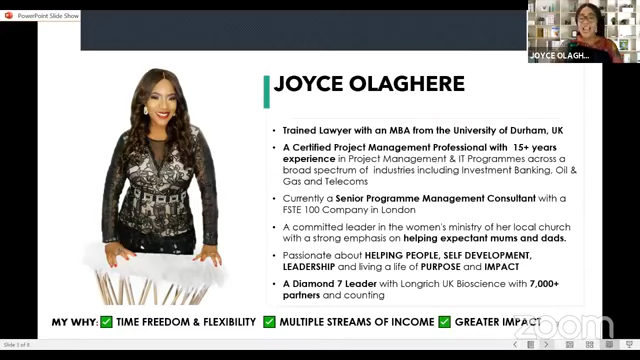 PowerPoint Slide Show
JOYCE OLAGH...
JOYCE OLAGHERE
• Trained Lawyer with an MBA from the University of Durham, UK
• A Certified Project Management Professional with 15+ years
experience in Project Management & IT Programmes across a
broad spectrum of industries including Investment Banking, Oil &
Gas and Telecoms
• Currently a Senior Programme Management Consultant with a
FSTE 100 Company in London
• A committed leader in the women's ministry of her local church
with a strong emphasis on helping expectant mums and dads.
• Passionate about HELPING PEOPLE, SELF DEVELOPMENT,
LEADERSHIP and living a life of PURPOSE and IMPACT
• A Diamond 7 Leader with Longrich UK Bioscience with 7,000+
partners and counting
MY WHY: ✅ TIME FREEDOM & FLEXIBILITY ✅ MULTIPLE STREAMS OF INCOME ✅ GREATER IMPACT
zoom
Slide 3 of 8